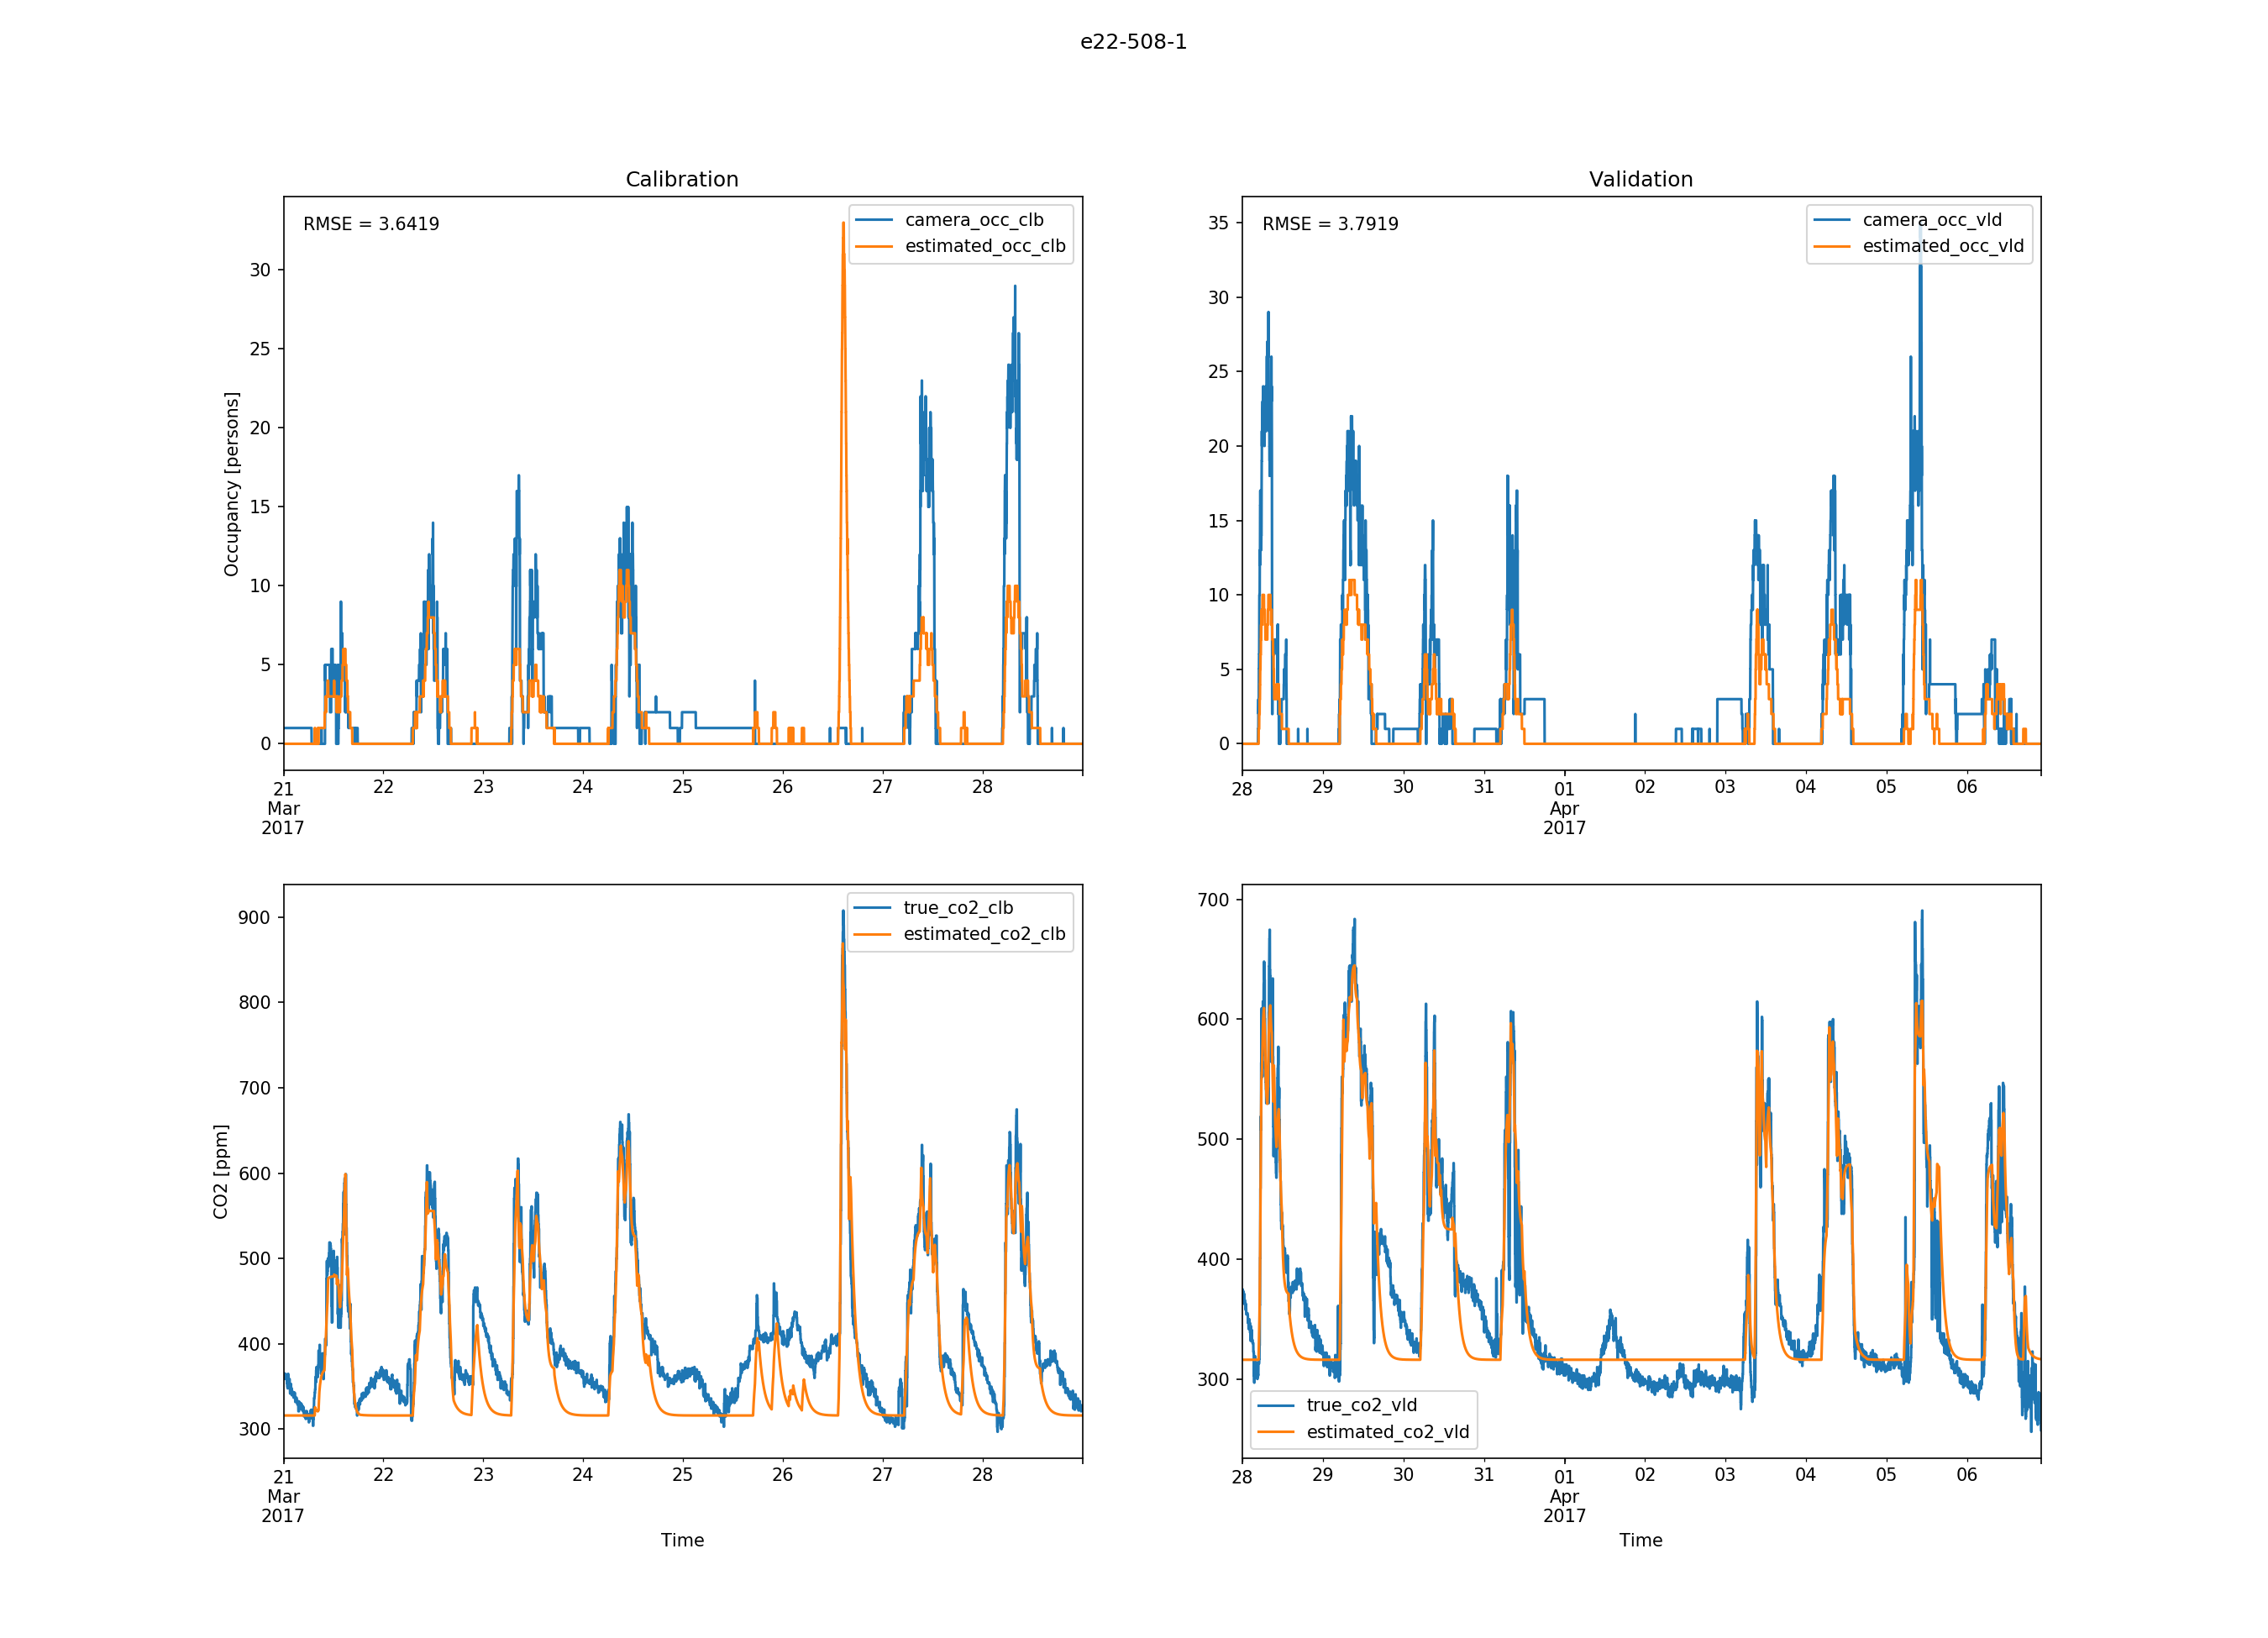 e22-508-1
Calibration
RMSE = 3.6419
camera_occ_clb
estimated_occ_clb
Occupancy [persons]
30
25
20
15
10
5
0
21 22 23 24 25 26 27 28
Mar
2017
Validation
RMSE = 3.7919
camera_occ_vld
estimated_occ_vld
35
30
25
20
15
10
5
0
28 29 30 31 01 02 03 04 05 06
Apr
2017
true_co2_clb
estimated_co2_clb
CO2 [ppm]
900
800
700
600
500
400
300
21 22 23 24 25 26 27 28
Mar
2017
Time
700
600
500
400
300
true_co2_vld
estimated_co2_vld
28 29 30 31 01 02 03 04 05 06
Apr
2017
Time